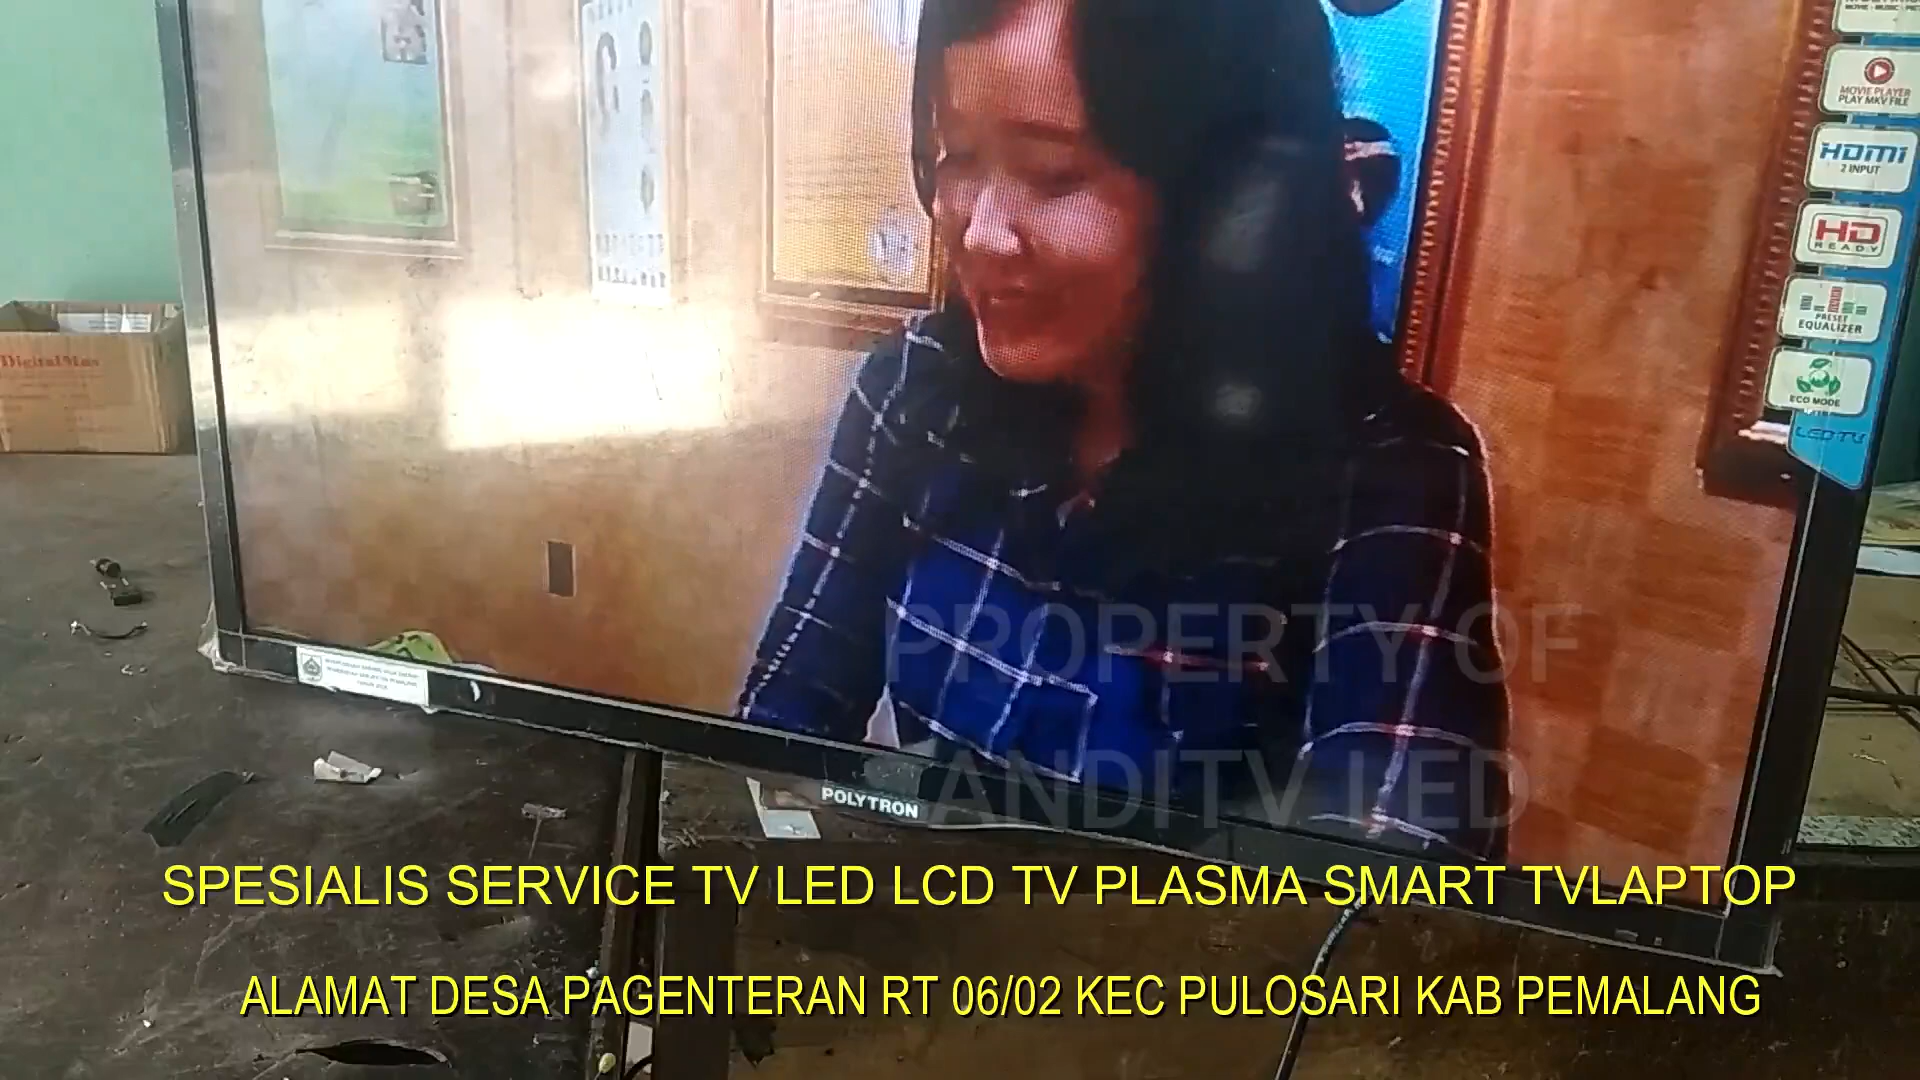 MOVIE PLAYER
PLAY MKV FILE
HDMI
2 INPUT
HD
READY
PRESET
EQUALIZER
ECO MODE
LED TV
DigitalMax
PROPERTY OF
ANDITV LED
POLYTRON
SPESIALIS SERVICE TV LED LCD TV PLASMA SMART TVLAPTOP
ALAMAT DESA PAGENTERAN RT 06/02 KEC PULOSARI KAB PEMALANG